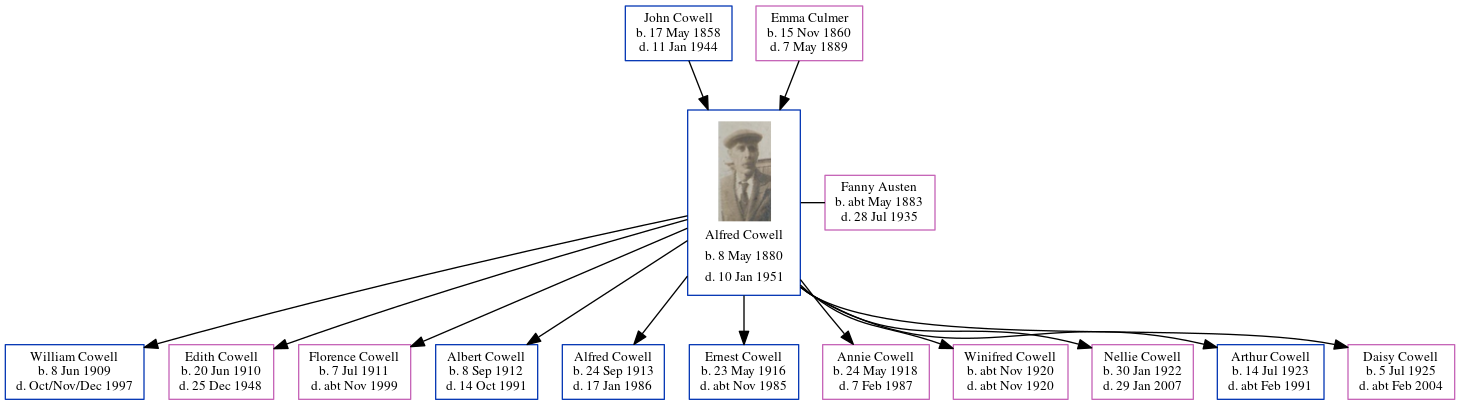 John Cowell
b. 17 May 1858
d. 11 Jan 1944
Emma Culmer
b. 15 Nov 1860
d. 7 May 1889
Alfred Cowell
b. 8 May 1880
d. 10 Jan 1951
Fanny Austen
b. abt May 1883
d. 28 Jul 1935
William Cowell
b. 8 Jun 1909
d. Oct/Nov/Dec 1997
Edith Cowell
b. 20 Jun 1910
d. 25 Dec 1948
Florence Cowell
b. 7 Jul 1911
d. abt Nov 1999
Albert Cowell
b. 8 Sep 1912
d. 14 Oct 1991
Alfred Cowell
b. 24 Sep 1913
d. 17 Jan 1986
Ernest Cowell
b. 23 May 1916
d. abt Nov 1985
Annie Cowell
b. 24 May 1918
d. 7 Feb 1987
Winifred Cowell
b. abt Nov 1920
d. abt Nov 1920
Nellie Cowell
b. 30 Jan 1922
d. 29 Jan 2007
Arthur Cowell
b. 14 Jul 1923
d. abt Feb 1991
Daisy Cowell
b. 5 Jul 1925
d. abt Feb 2004